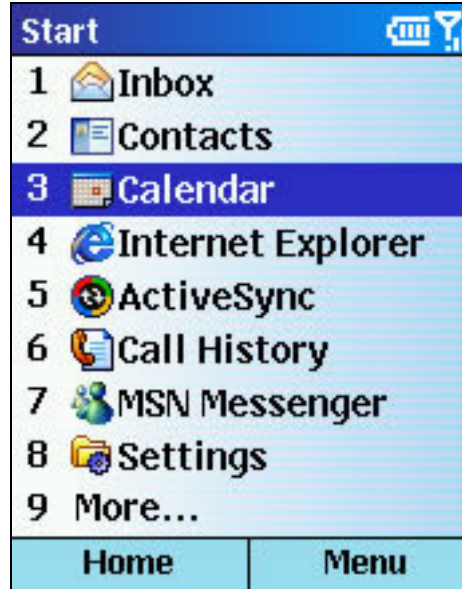 Start
1 Inbox
2 Contacts
3 Calendar
4 Internet Explorer
5 ActiveSync
6 Call History
7 MSN Messenger
8 Settings
9 More...
Home Menu